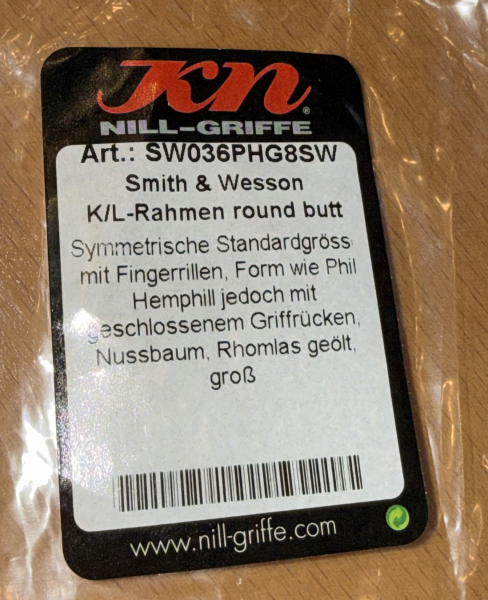 KN®
NILL-GRIFFE
Art.: SW036PHG8SW
Smith & Wesson
K/L-Rahmen round butt
Symmetrische Standardgröss
mit Fingerrillen, Form wie Phil
Hemphill jedoch mit
geschlossenem Griffrücken,
Nussbaum, Rhomlas geölt,
groß
www.nill-griffe.com